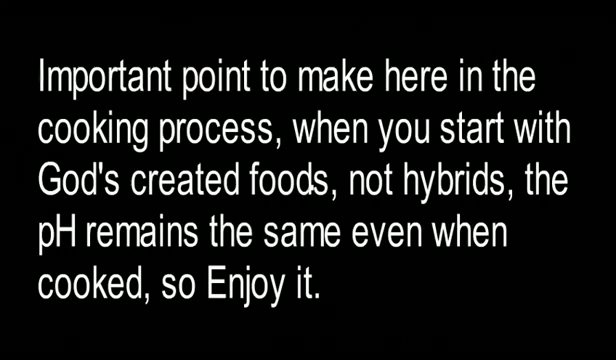 Important point to make here in the
cooking process, when you start with
God's created foods, not hybrids, the
pH remains the same even when
cooked, so Enjoy it.